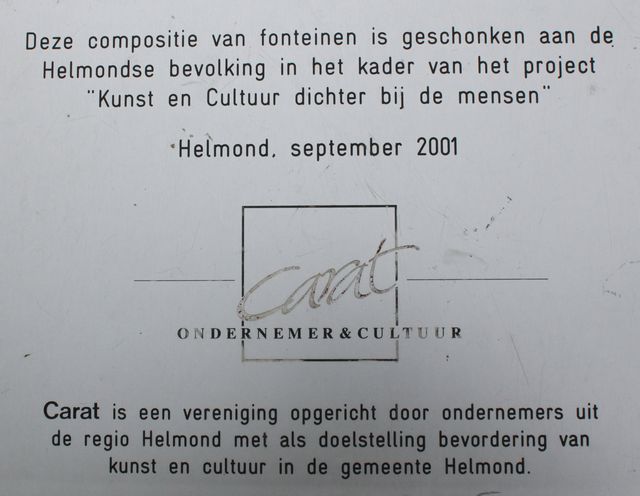 Deze compositie van fonteinen is geschonken aan de
Helmondse bevolking in het kader van het project
"Kunst en Cultuur dichter bij de mensen"
Helmond, september 2001
Carat
ONDERNEMER & CULTUUR
Carat is een vereniging opgericht door ondernemers uit
de regio Helmond met als doelstelling bevordering van
kunst en cultuur in de gemeente Helmond.